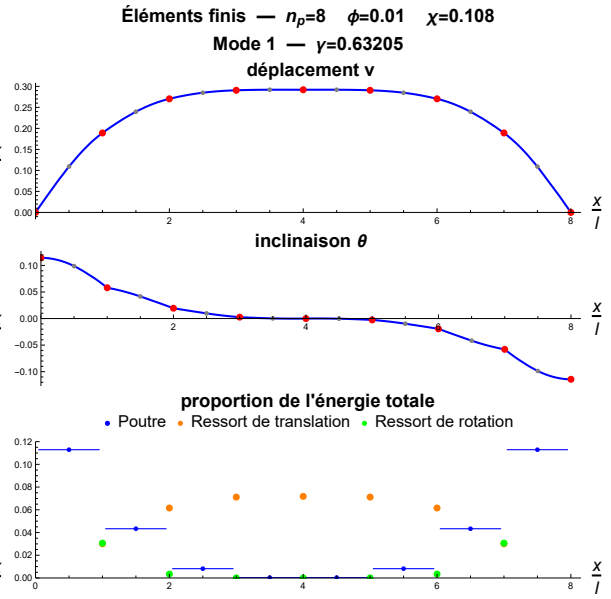 Éléments finis — n_p=8 ϕ=0.01 χ=0.108
Mode 1 — γ=0.63205
déplacement v
0.30
0.25
0.20
0.15
0.10
0.05
0.00
0 2 4 6 8
x/l
inclinaison θ
0.10
0.05
0.00
−0.05
−0.10
2 4 6 8
x/l
proportion de l'énergie totale
Poutre Ressort de translation Ressort de rotation
0.12
0.10
0.08
0.06
0.04
0.02
0.00
0 2 4 6 8
x/l